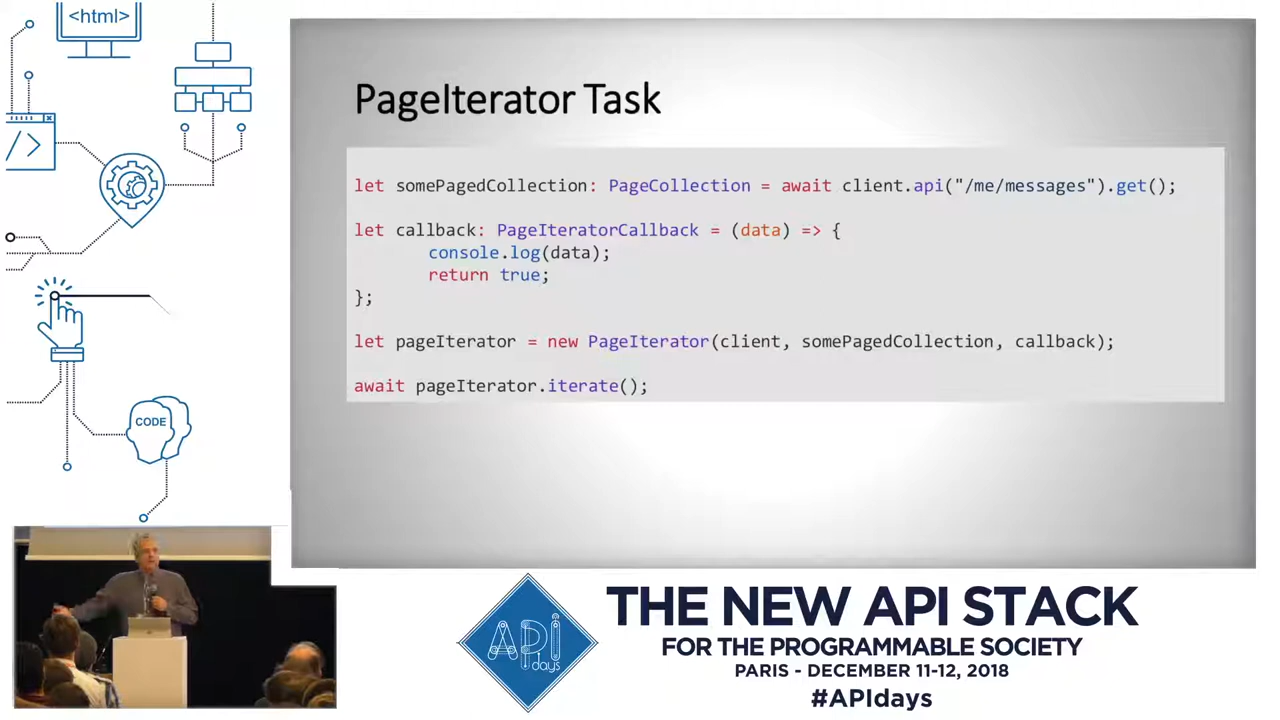 <html>
/>
CODE
PageIterator Task
let somePagedCollection: PageCollection = await client.api("/me/messages").get();
let callback: PageIteratorCallback = (data) => {
console.log(data);
return true;
};
let pageIterator = new PageIterator(client, somePagedCollection, callback);
await pageIterator.iterate();
API
days
THE NEW API STACK
FOR THE PROGRAMMABLE SOCIETY
PARIS - DECEMBER 11-12, 2018
#APIdays